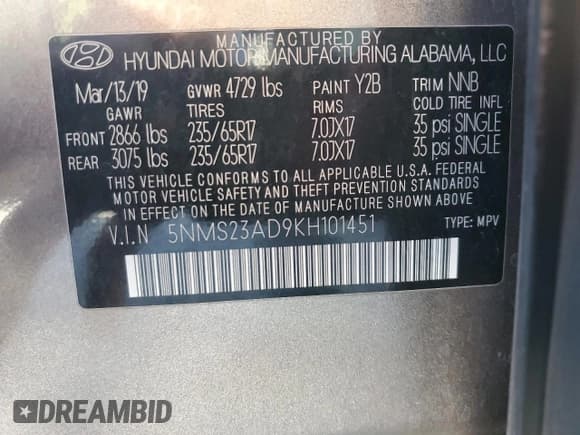 MANUFACTURED BY
HYUNDAI MOTOR MANUFACTURING ALABAMA, LLC
Mar/13/19 GVWR 4729 lbs PAINT Y2B TRIM NNB
GAWR TIRES RIMS COLD TIRE INFL
FRONT 2866 lbs 235/65R17 7.0JX17 35 psi SINGLE
REAR 3075 lbs 235/65R17 7.0JX17 35 psi SINGLE
THIS VEHICLE CONFORMS TO ALL APPLICABLE U.S.A. FEDERAL
MOTOR VEHICLE SAFETY AND THEFT PREVENTION STANDARDS
IN EFFECT ON THE DATE OF MANUFACTURE SHOWN ABOVE.
V.I.N 5NMS23AD9KH101451 TYPE: MPV
DREAMBID